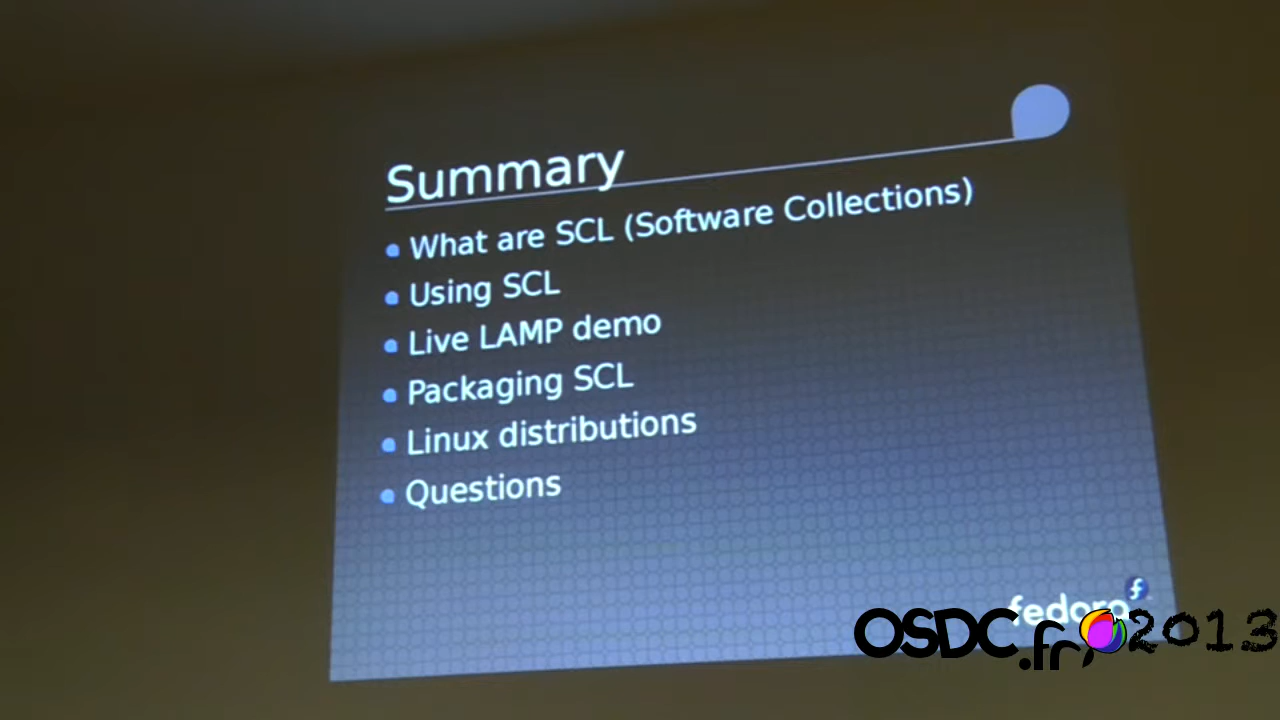 Summary
What are SCL (Software Collections)
Using SCL
Live LAMP demo
Packaging SCL
Linux distributions
Questions
fedora
OSDC.fr 2013